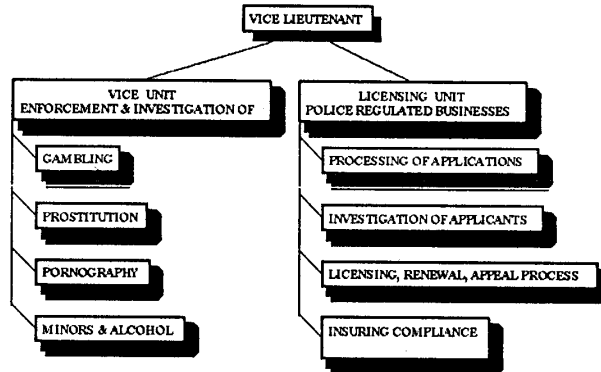 VICE LIEUTENANT
VICE UNIT
ENFORCEMENT & INVESTIGATION OF
GAMBLING
PROSTITUTION
PORNOGRAPHY
MINORS & ALCOHOL
LICENSING UNIT
POLICE REGULATED BUSINESSES
PROCESSING OF APPLICATIONS
INVESTIGATION OF APPLICANTS
LICENSING, RENEWAL, APPEAL PROCESS
INSURING COMPLIANCE